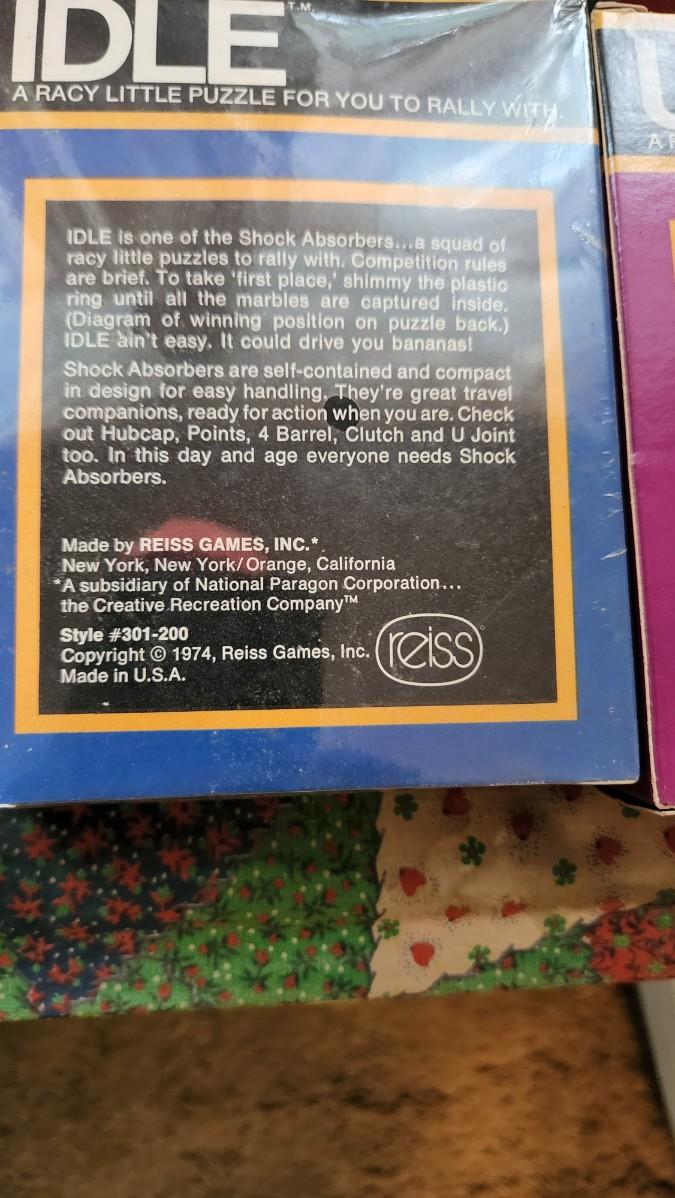 IDLE T.M.
A RACY LITTLE PUZZLE FOR YOU TO RALLY WITH.
IDLE is one of the Shock Absorbers...a squad of
racy little puzzles to rally with. Competition rules
are brief. To take 'first place,' shimmy the plastic
ring until all the marbles are captured inside.
(Diagram of winning position on puzzle back.)
IDLE ain't easy. It could drive you bananas!
Shock Absorbers are self-contained and compact
in design for easy handling. They're great travel
companions, ready for action when you are. Check
out Hubcap, Points, 4 Barrel, Clutch and U Joint
too. In this day and age everyone needs Shock
Absorbers.
Made by REISS GAMES, INC.*
New York, New York/Orange, California
*A subsidiary of National Paragon Corporation...
the Creative Recreation Company™
Style #301-200
Copyright © 1974, Reiss Games, Inc.
Made in U.S.A.
reiss
U
A